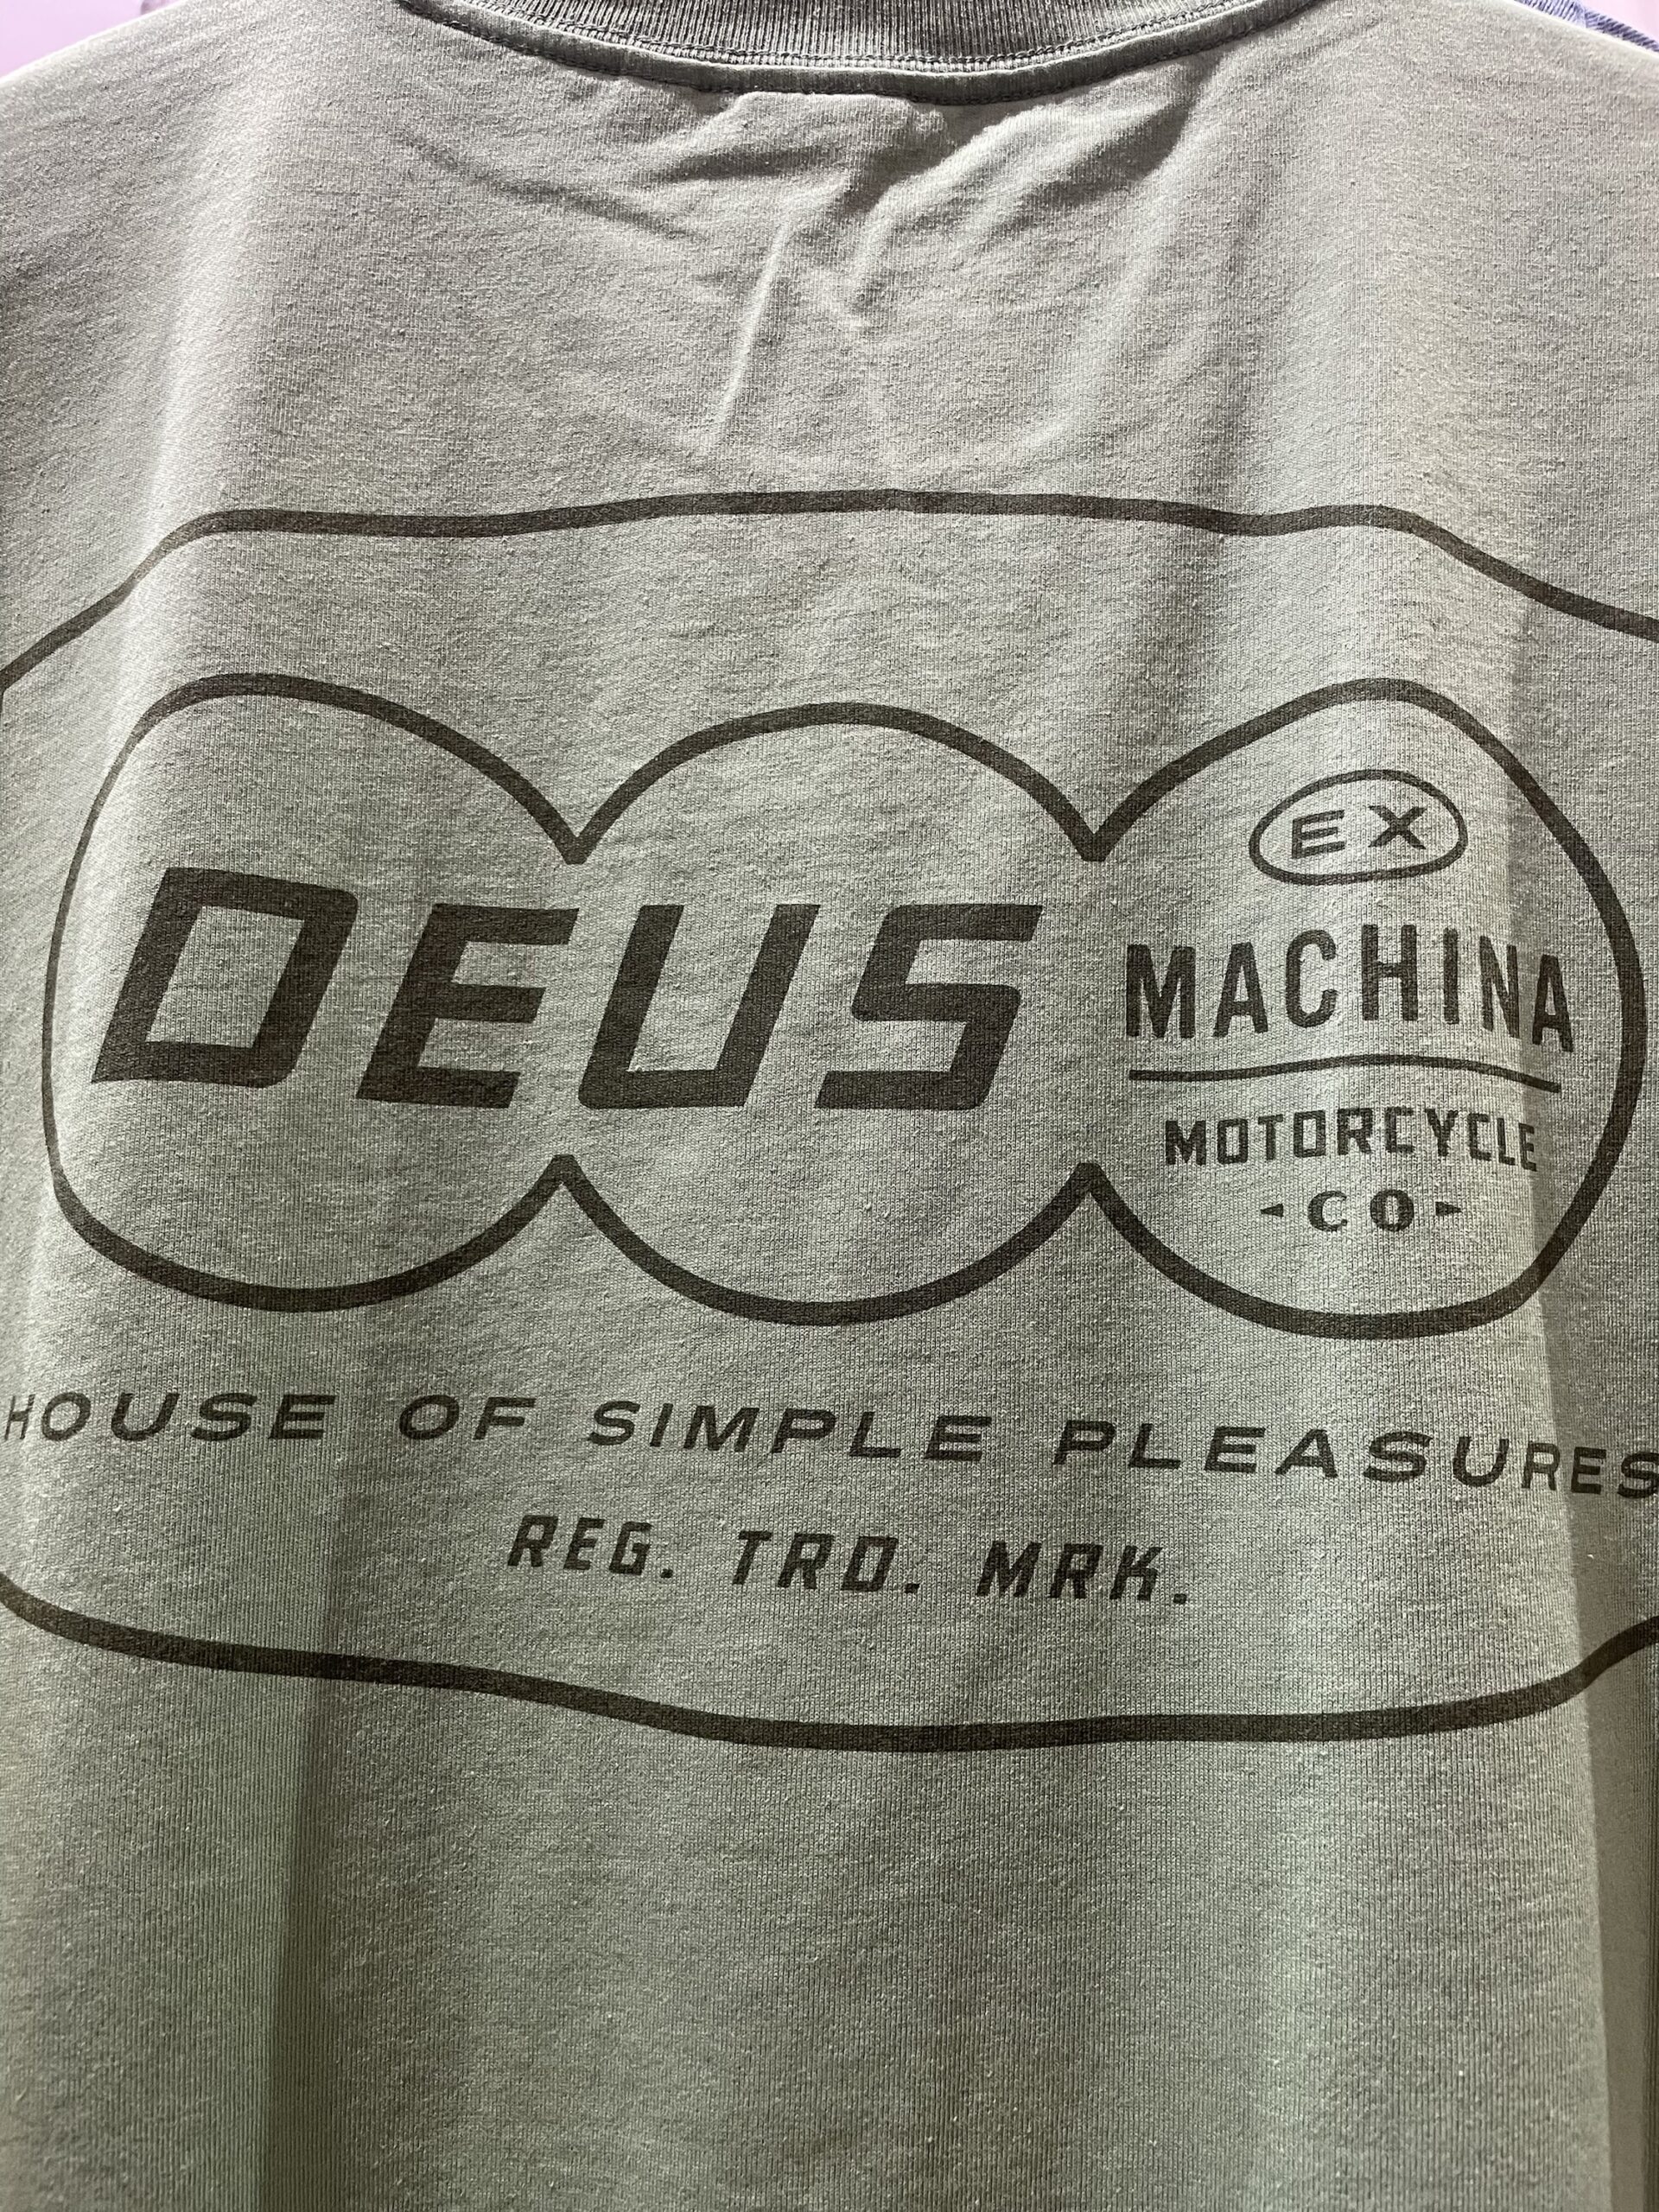 DEUS
EX
MACHINA
MOTORCYCLE
-CO-
HOUSE OF SIMPLE PLEASURES
REG. TRD. MRK.